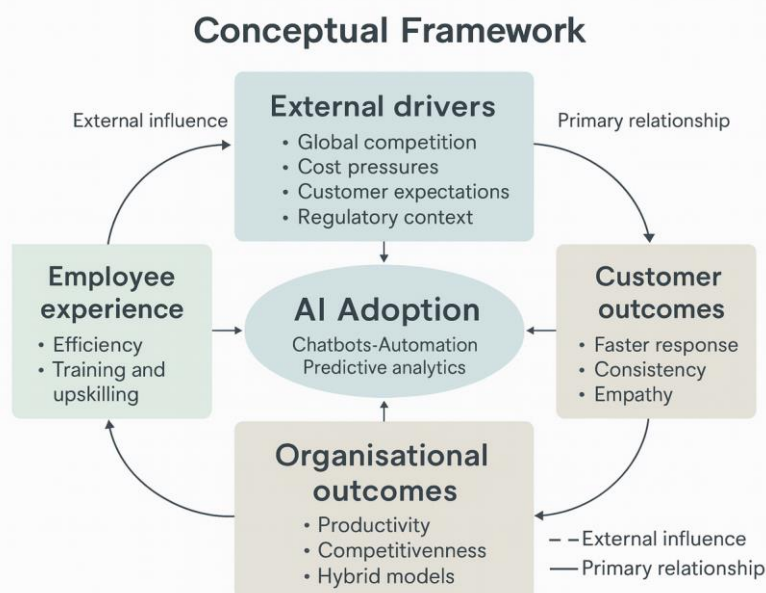 Conceptual Framework
External influence
Primary relationship
External drivers
• Global competition
• Cost pressures
• Customer expectations
• Regulatory context
Employee
experience
• Efficiency
• Training and
upskilling
AI Adoption
Chatbots-Automation
Predictive analytics
Customer
outcomes
• Faster response
• Consistency
• Empathy
Organisational
outcomes
• Productivity
• Competitivenness
• Hybrid models
External influence
Primary relationship